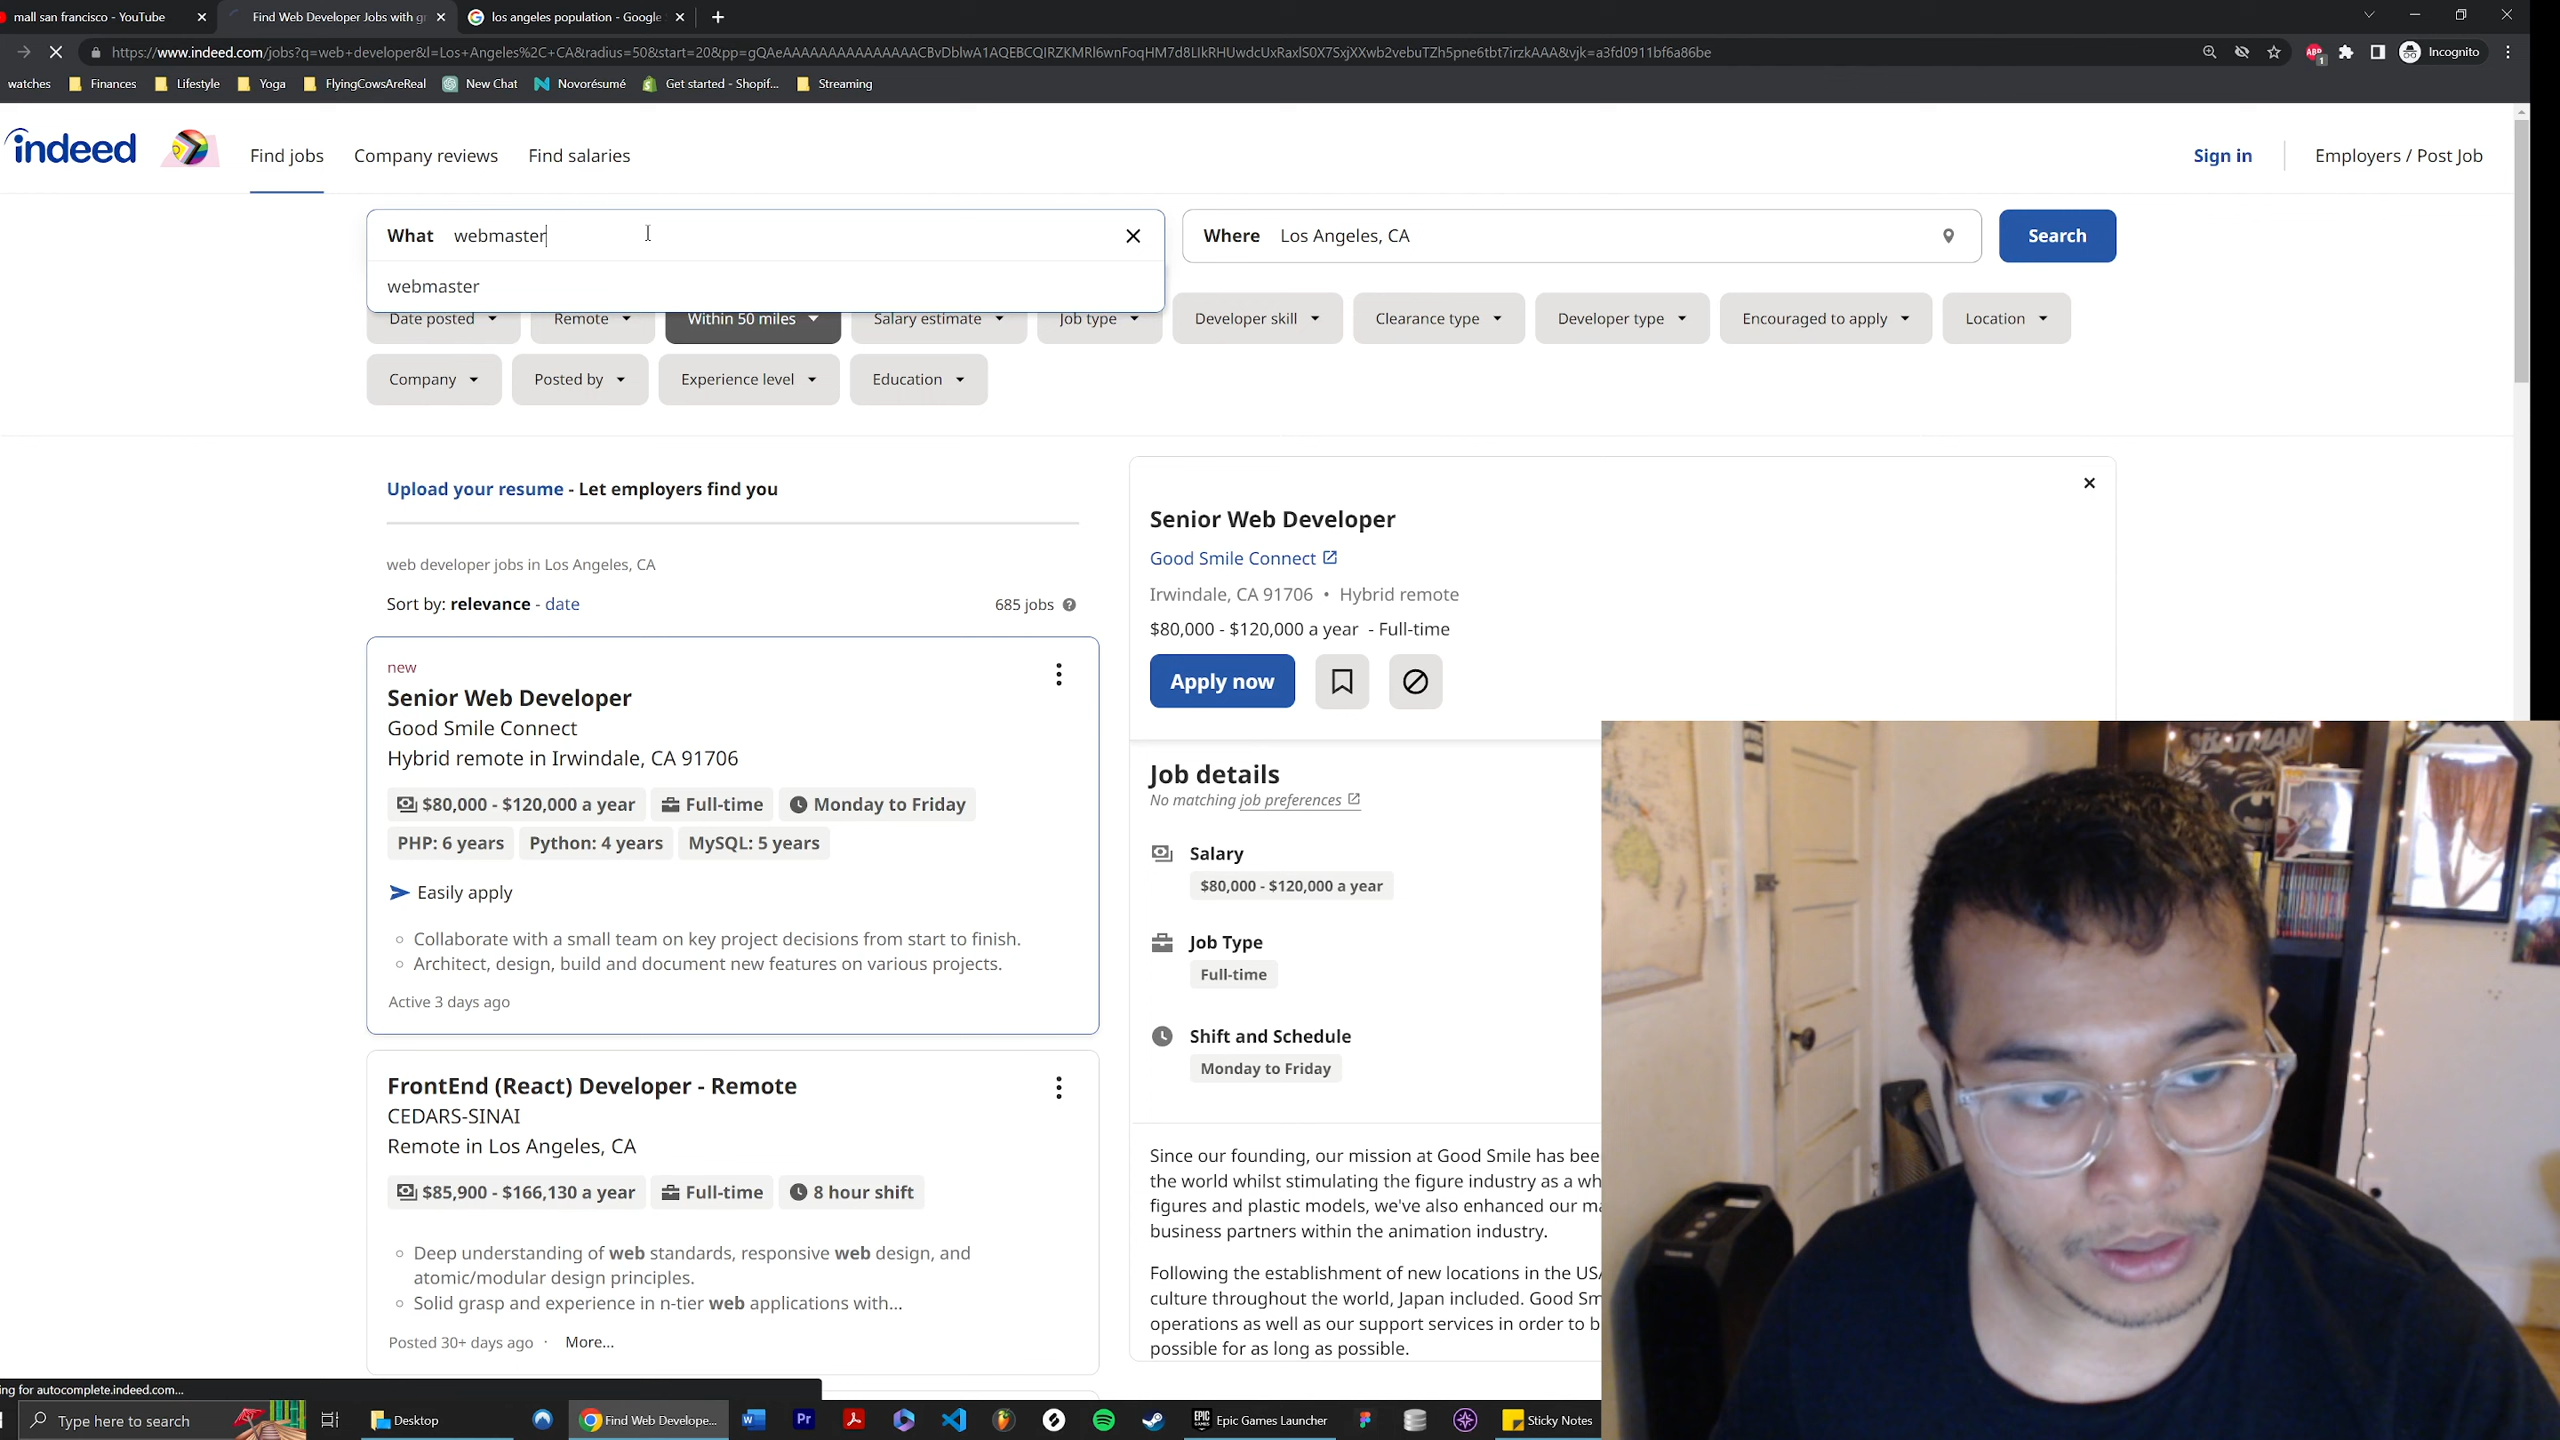 mall san francisco - YouTube
Find Web Developer Jobs with gr
los angeles population - Google
https://www.indeed.com/jobs?q=web+developer&l=Los+Angeles%2C+CA&radius=50&start=20&pp=
Incognito
watches
Finances
Lifestyle
Yoga
FlyingCowsAreReal
New Chat
Novorésumé
Get started - Shopif...
Streaming
indeed
Find jobs
Company reviews
Find salaries
Sign in
Employers / Post Job
What webmaster
Where Los Angeles, CA
Search
webmaster
Date posted
Remote
Within 50 miles
Salary estimate
Job type
Developer skill
Clearance type
Developer type
Encouraged to apply
Location
Company
Posted by
Experience level
Education
Upload your resume - Let employers find you
web developer jobs in Los Angeles, CA
Sort by: relevance - date
685 jobs
new
Senior Web Developer
Good Smile Connect
Hybrid remote in Irwindale, CA 91706
$80,000 - $120,000 a year
Full-time
Monday to Friday
PHP: 6 years
Python: 4 years
MySQL: 5 years
Easily apply
Collaborate with a small team on key project decisions from start to finish.
Architect, design, build and document new features on various projects.
Active 3 days ago
FrontEnd (React) Developer - Remote
CEDARS-SINAI
Remote in Los Angeles, CA
$85,900 - $166,130 a year
Full-time
8 hour shift
Deep understanding of web standards, responsive web design, and
atomic/modular design principles.
Solid grasp and experience in n-tier web applications with...
Posted 30+ days ago · More...
Senior Web Developer
Good Smile Connect
Irwindale, CA 91706 • Hybrid remote
$80,000 - $120,000 a year - Full-time
Apply now
Job details
No matching job preferences
Salary
$80,000 - $120,000 a year
Job Type
Full-time
Shift and Schedule
Monday to Friday
Since our founding, our mission at Good Smile has bee
the world whilst stimulating the figure industry as a wh
figures and plastic models, we've also enhanced our ma
business partners within the animation industry.
Following the establishment of new locations in the USA
culture throughout the world, Japan included. Good Sm
operations as well as our support services in order to b
possible for as long as possible.
BATMAN
ing for autocomplete.indeed.com...
Type here to search
Desktop
Find Web Develope...
Epic Games Launcher
Sticky Notes